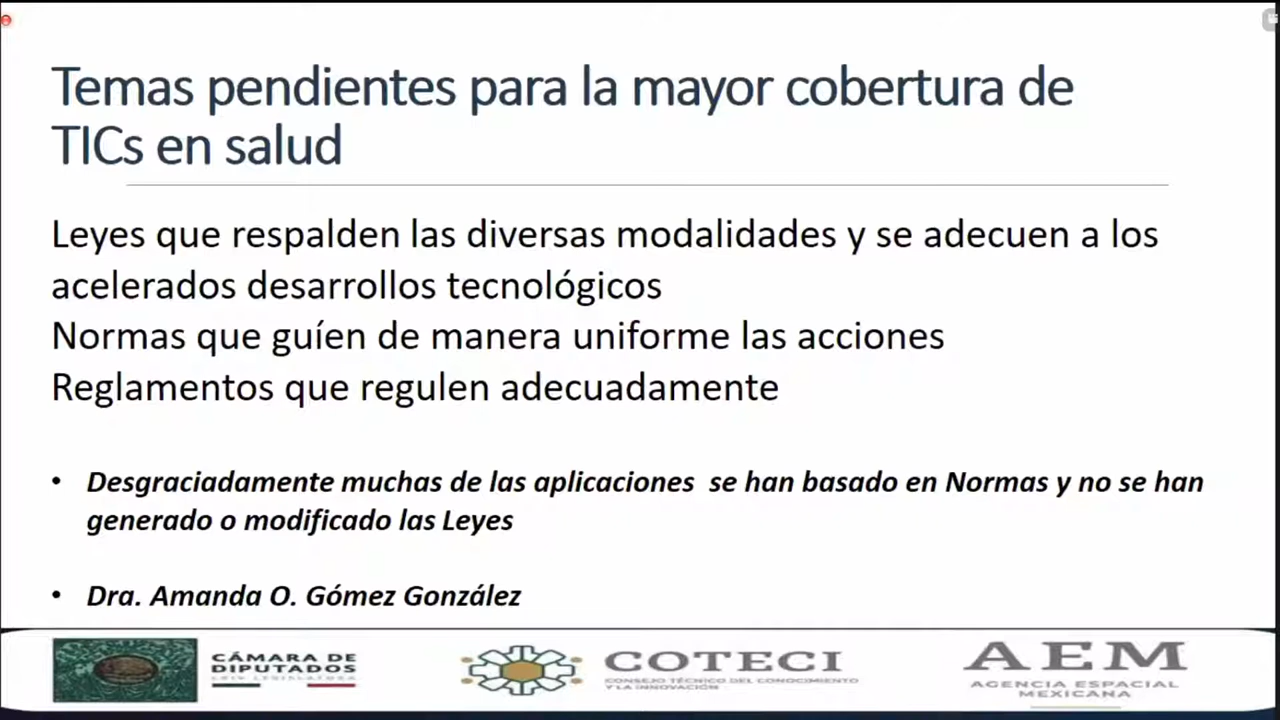 Temas pendientes para la mayor cobertura de
TICs en salud
Leyes que respalden las diversas modalidades y se adecuen a los
acelerados desarrollos tecnológicos
Normas que guíen de manera uniforme las acciones
Reglamentos que regulen adecuadamente
• Desgraciadamente muchas de las aplicaciones se han basado en Normas y no se han
generado o modificado las Leyes
• Dra. Amanda O. Gómez González
CÁMARA DE
DIPUTADOS
LXIV LEGISLATURA
COTECI
CONSEJO TÉCNICO DEL CONOCIMIENTO
Y LA INNOVACIÓN
AEM
AGENCIA ESPACIAL
MEXICANA